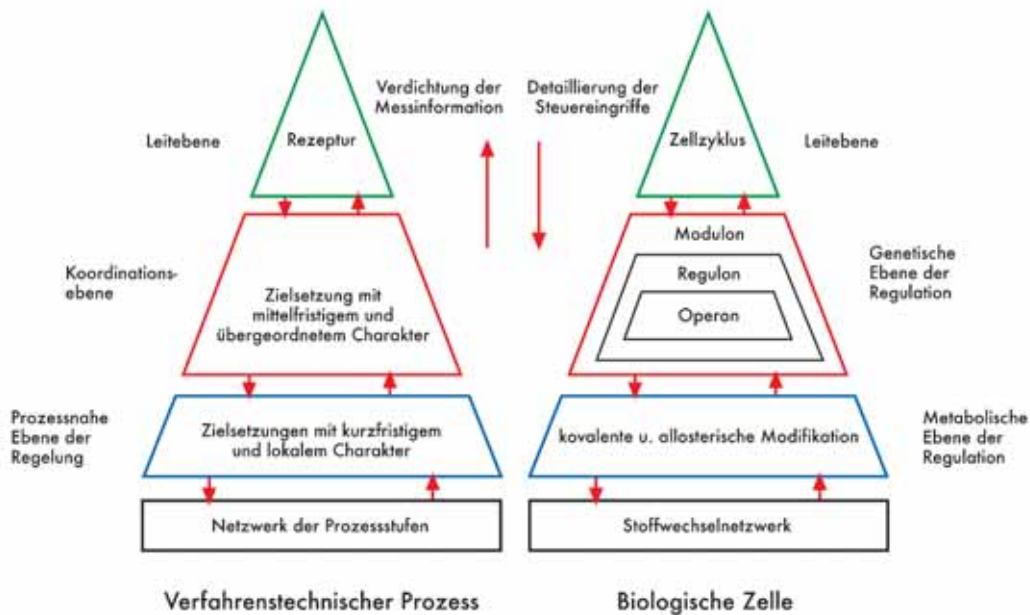 Verdichtung der
Messinformation
Detaillierung der
Steuereingriffe
Leitebene
Rezeptur
Zellzyklus
Leitebene
Koordinations-
ebene
Zielsetzung mit
mittelfristigem und
übergeordnetem Charakter
Modulon
Regulon
Operon
Genetische
Ebene der
Regulation
Prozessnahe
Ebene der
Regelung
Zielsetzungen mit kurzfristigem
und lokalem Charakter
kovalente u. allosterische Modifikation
Metabolische
Ebene der
Regulation
Netzwerk der Prozessstufen
Stoffwechselnetzwerk
Verfahrenstechnischer Prozess
Biologische Zelle